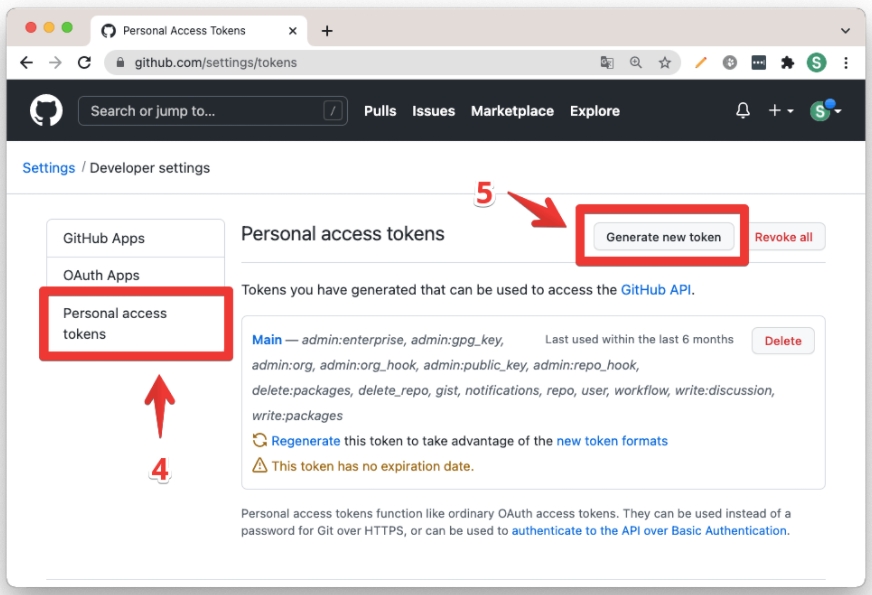 Personal Access Tokens
github.com/settings/tokens
S
Search or jump to... /
Pulls Issues Marketplace Explore
S
Settings / Developer settings
5
GitHub Apps
Personal access tokens
Generate new token
Revoke all
OAuth Apps
Personal access
tokens
Tokens you have generated that can be used to access the GitHub API.
Main — admin:enterprise, admin:gpg_key,
Last used within the last 6 months
Delete
admin:org, admin:org_hook, admin:public_key, admin:repo_hook,
delete:packages, delete_repo, gist, notifications, repo, user, workflow, write:discussion,
write:packages
Regenerate this token to take advantage of the new token formats
This token has no expiration date.
4
Personal access tokens function like ordinary OAuth access tokens. They can be used instead of a
password for Git over HTTPS, or can be used to authenticate to the API over Basic Authentication.